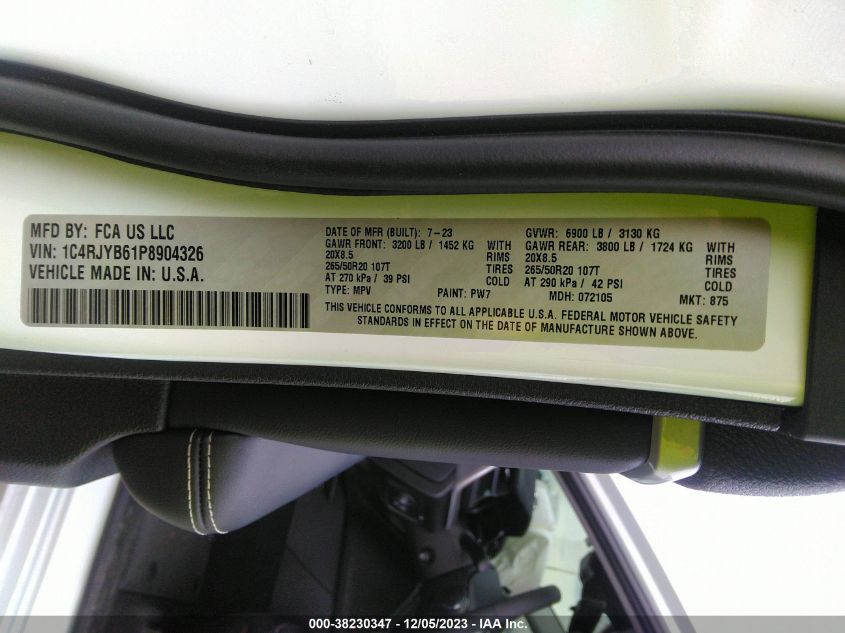 MFD BY: FCA US LLC
VIN: 1C4RJYB61P8904326
VEHICLE MADE IN: U.S.A.
DATE OF MFR (BUILT): 7-23
GAWR FRONT: 3200 LB / 1452 KG WITH
20X8.5 RIMS
265/50R20 107T TIRES
AT 270 kPa / 39 PSI COLD
TYPE: MPV PAINT: PW7
GVWR: 6900 LB / 3130 KG
GAWR REAR: 3800 LB / 1724 KG WITH
20X8.5 RIMS
265/50R20 107T TIRES
AT 290 kPa / 42 PSI COLD
MDH: 072105 MKT: 875
THIS VEHICLE CONFORMS TO ALL APPLICABLE U.S.A. FEDERAL MOTOR VEHICLE SAFETY
STANDARDS IN EFFECT ON THE DATE OF MANUFACTURE SHOWN ABOVE.
000-38230347 - 12/05/2023 - IAA Inc.